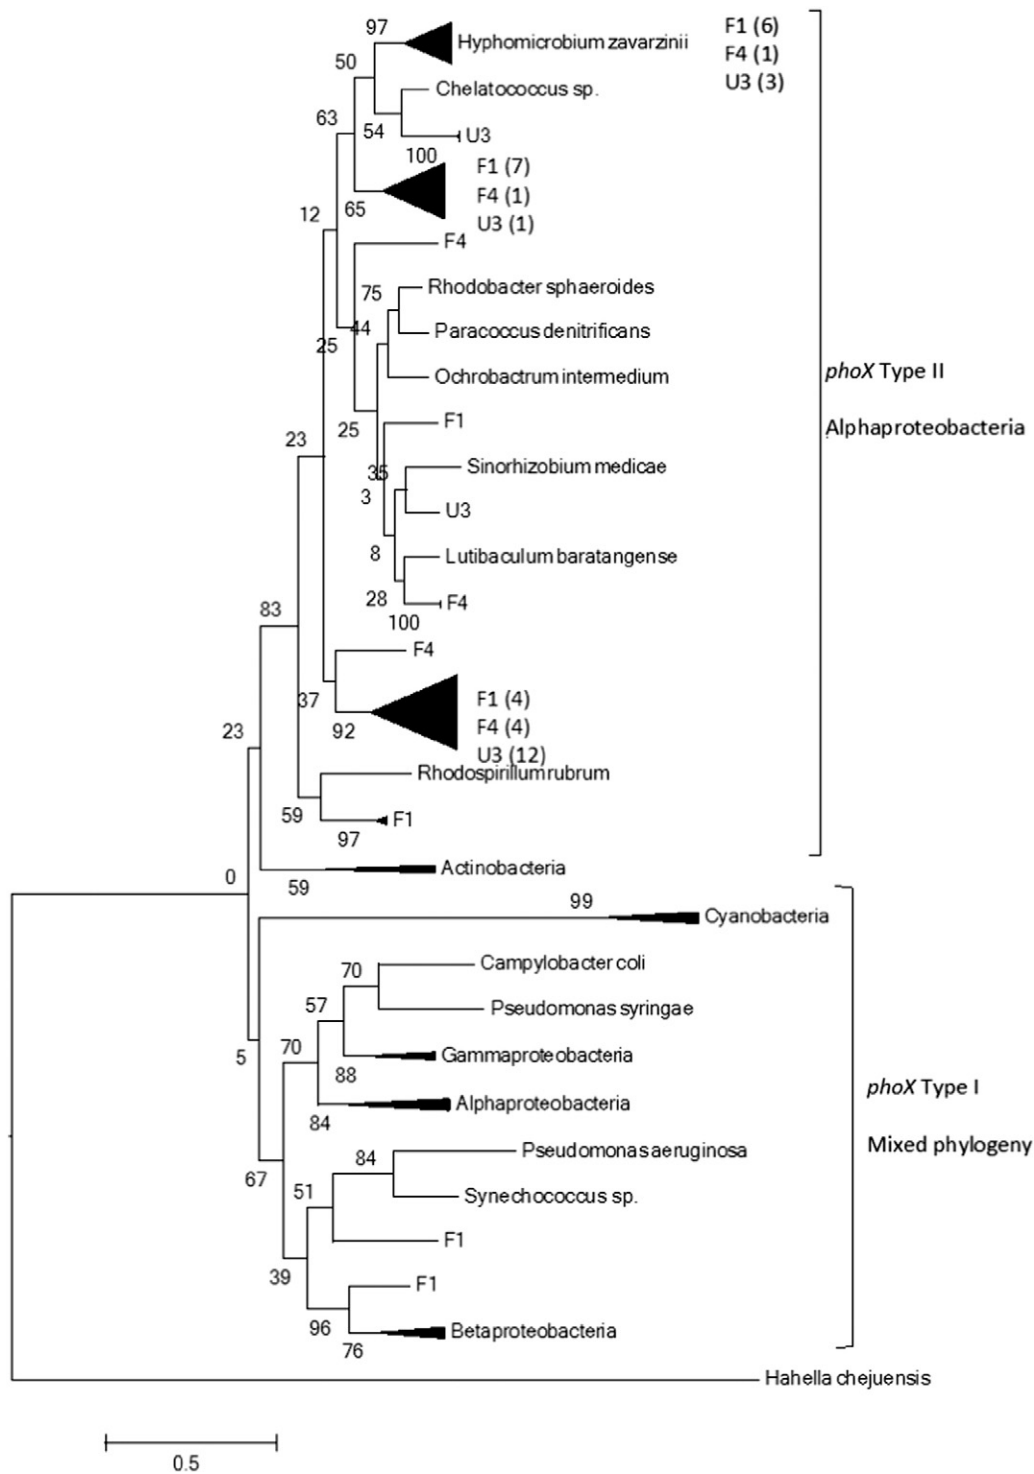 97
Hyphomicrobium zavarzinii
F1 (6)
F4 (1)
U3 (3)
50
Chelatococcus sp.
63
54
U3
100
F1 (7)
F4 (1)
U3 (1)
12
65
F4
75
Rhodobacter sphaeroides
44
Paracoccus denitrificans
25
Ochrobactrum intermedium
phoX Type II
Alphaproteobacteria
25
F1
23
35
Sinorhizobium medicae
3
U3
8
Lutibaculum baratangense
28
F4
100
83
F4
37
92
F1 (4)
F4 (4)
U3 (12)
23
Rhodospirillum rubrum
59
F1
97
0
Actinobacteria
59
99
Cyanobacteria
70
Campylobacter coli
57
Pseudomonas syringae
70
Gammaproteobacteria
5
88
phoX Type I
Alphaproteobacteria
84
Mixed phylogeny
84
Pseudomonas aeruginosa
67
51
Synechococcus sp.
F1
39
F1
96
Betaproteobacteria
76
Hahella chejuensis
0.5